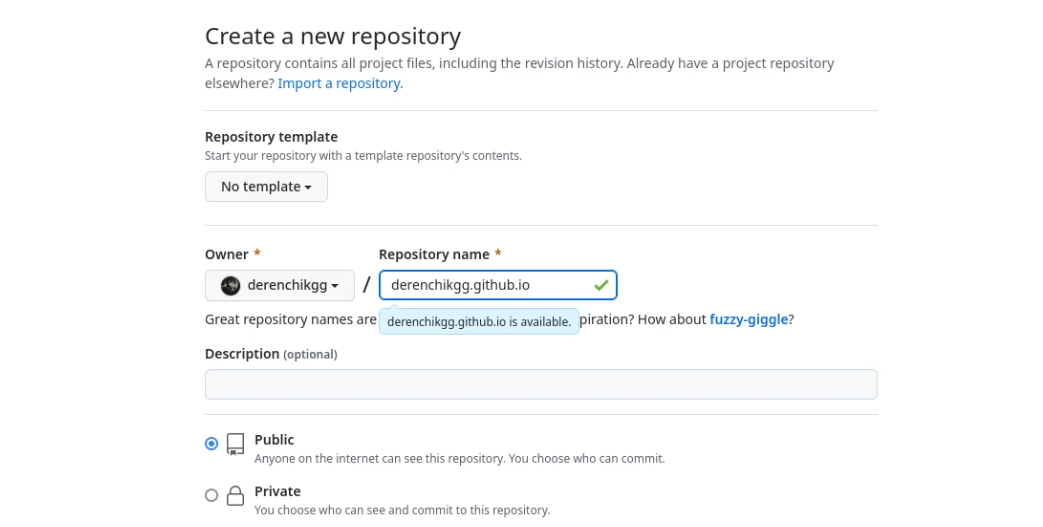 Create a new repository
A repository contains all project files, including the revision history. Already have a project repository
elsewhere? Import a repository.
Repository template
Start your repository with a template repository's contents.
No template
Owner *
Repository name *
derenchikgg
/
derenchikgg.github.io
Great repository names are
derenchikgg.github.io is available.
piration? How about fuzzy-giggle?
Description (optional)
Public
Anyone on the internet can see this repository. You choose who can commit.
Private
You choose who can see and commit to this repository.